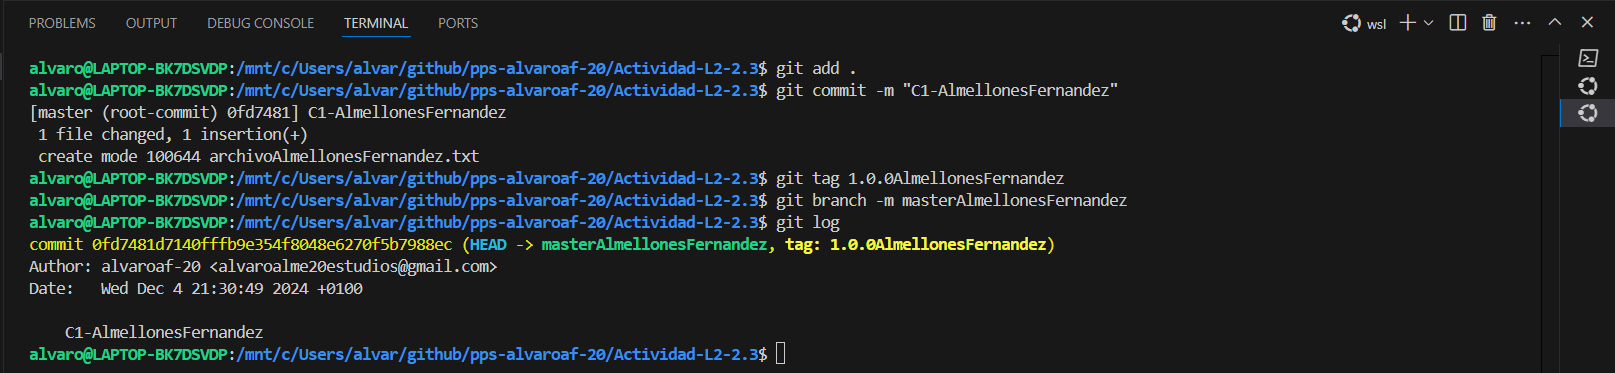 PROBLEMS OUTPUT DEBUG CONSOLE TERMINAL PORTS wsl
alvaro@LAPTOP-BK7DSVDP:/mnt/c/Users/alvar/github/pps-alvaroaf-20/Actividad-L2-2.3$ git add .
alvaro@LAPTOP-BK7DSVDP:/mnt/c/Users/alvar/github/pps-alvaroaf-20/Actividad-L2-2.3$ git commit -m "C1-AlmellonesFernandez"
[master (root-commit) 0fd7481] C1-AlmellonesFernandez
1 file changed, 1 insertion(+)
create mode 100644 archivoAlmellonesFernandez.txt
alvaro@LAPTOP-BK7DSVDP:/mnt/c/Users/alvar/github/pps-alvaroaf-20/Actividad-L2-2.3$ git tag 1.0.0AlmellonesFernandez
alvaro@LAPTOP-BK7DSVDP:/mnt/c/Users/alvar/github/pps-alvaroaf-20/Actividad-L2-2.3$ git branch -m masterAlmellonesFernandez
alvaro@LAPTOP-BK7DSVDP:/mnt/c/Users/alvar/github/pps-alvaroaf-20/Actividad-L2-2.3$ git log
commit 0fd7481d7140fffb9e354f8048e6270f5b7988ec (HEAD -> masterAlmellonesFernandez, tag: 1.0.0AlmellonesFernandez)
Author: alvaroaf-20 <alvaroalme20estudios@gmail.com>
Date:   Wed Dec 4 21:30:49 2024 +0100
C1-AlmellonesFernandez
alvaro@LAPTOP-BK7DSVDP:/mnt/c/Users/alvar/github/pps-alvaroaf-20/Actividad-L2-2.3$